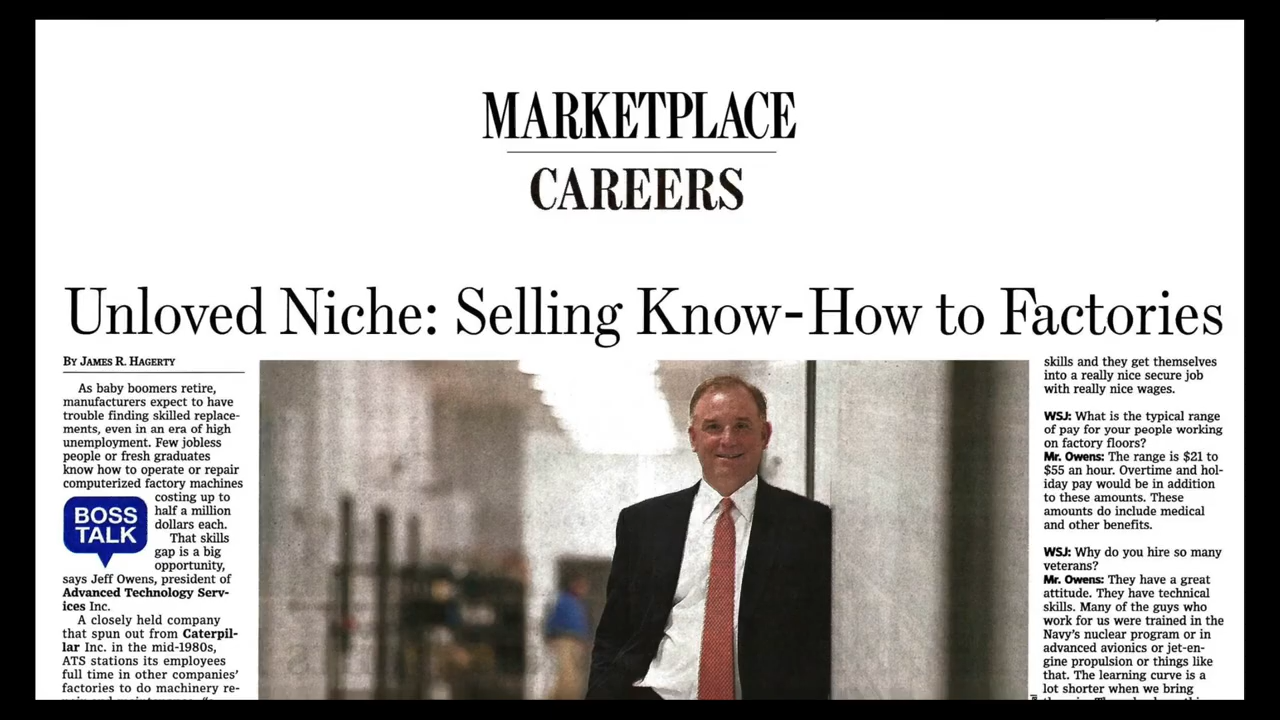 MARKETPLACE
CAREERS
Unloved Niche: Selling Know-How to Factories
By James R. Hagerty
As baby boomers retire,
manufacturers expect to have
trouble finding skilled replace-
ments, even in an era of high
unemployment. Few jobless
people or fresh graduates
know how to operate or repair
computerized factory machines
costing up to
half a million
dollars each.
That skills
gap is a big
opportunity,
BOSS
TALK
says Jeff Owens, president of
Advanced Technology Serv-
ices Inc.
A closely held company
that spun out from Caterpil-
lar Inc. in the mid-1980s,
ATS stations its employees
full time in other companies'
factories to do machinery re-
skills and they get themselves
into a really nice secure job
with really nice wages.
WSJ: What is the typical range
of pay for your people working
on factory floors?
Mr. Owens: The range is $21 to
$55 an hour. Overtime and hol-
iday pay would be in addition
to these amounts. These
amounts do include medical
and other benefits.
WSJ: Why do you hire so many
veterans?
Mr. Owens: They have a great
attitude. They have technical
skills. Many of the guys who
work for us were trained in the
Navy's nuclear program or in
advanced avionics or jet-en-
gine propulsion or things like
that. The learning curve is a
lot shorter when we bring